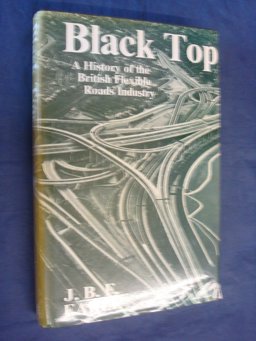 Black Top
A History of the
British Flexible
Roads Industry
J. B. F.